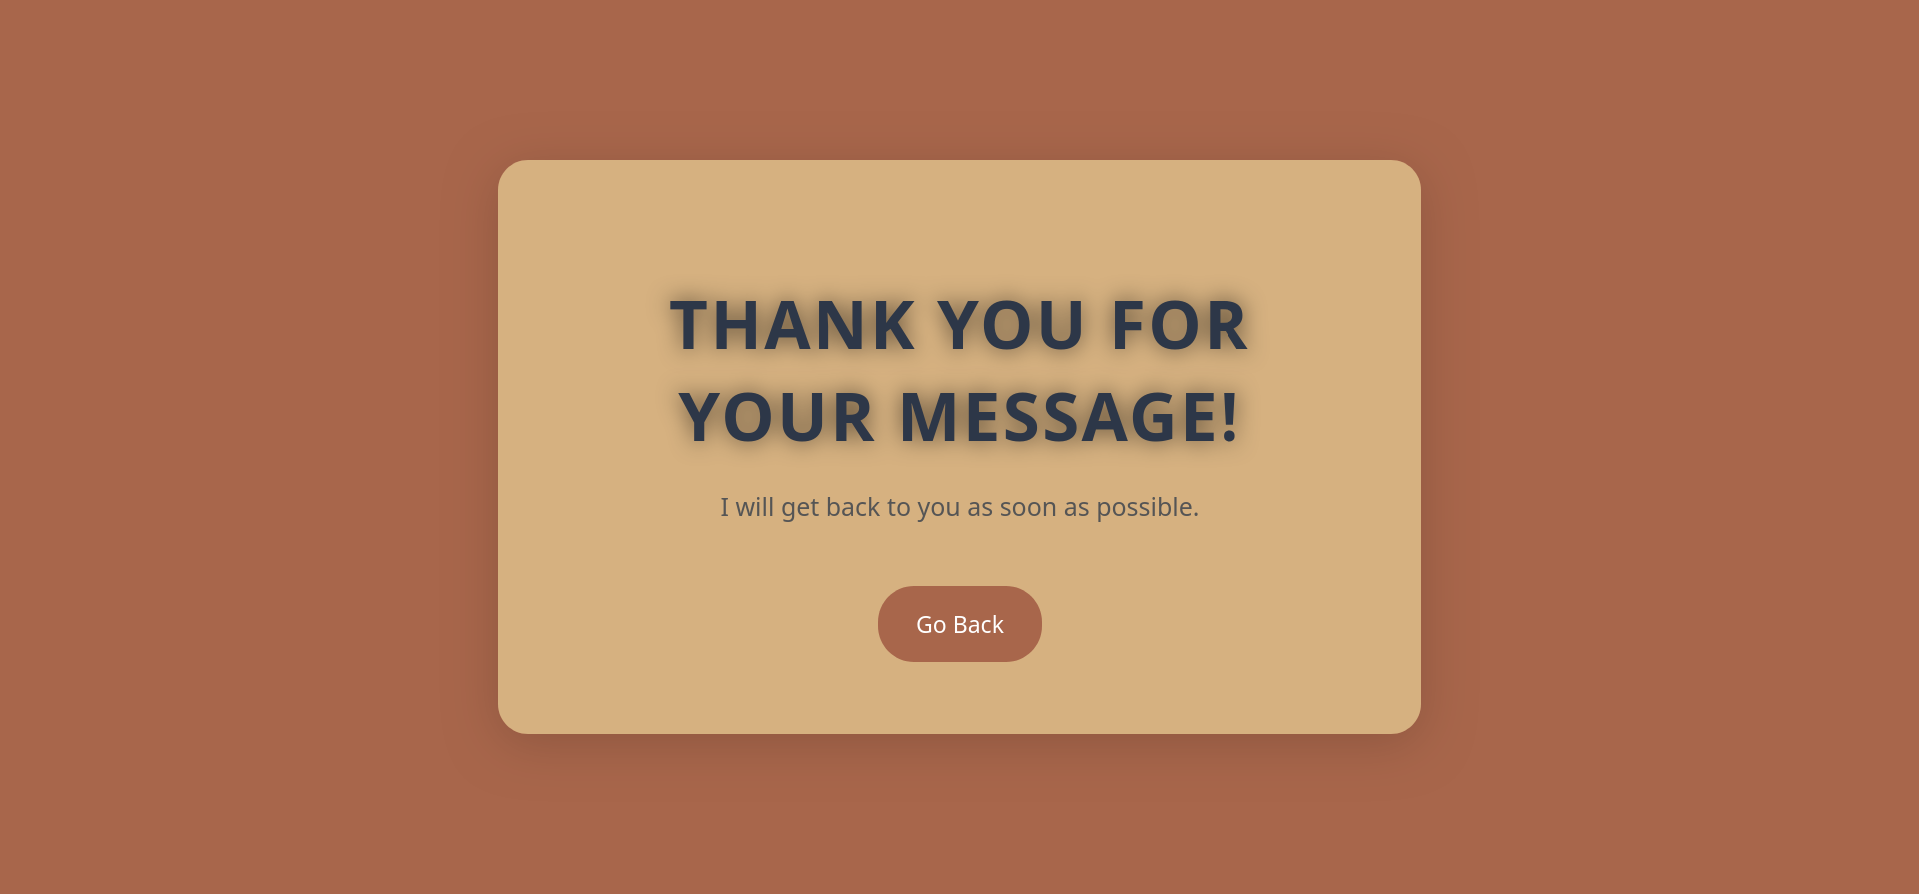 THANK YOU FOR
YOUR MESSAGE!
I will get back to you as soon as possible.
Go Back